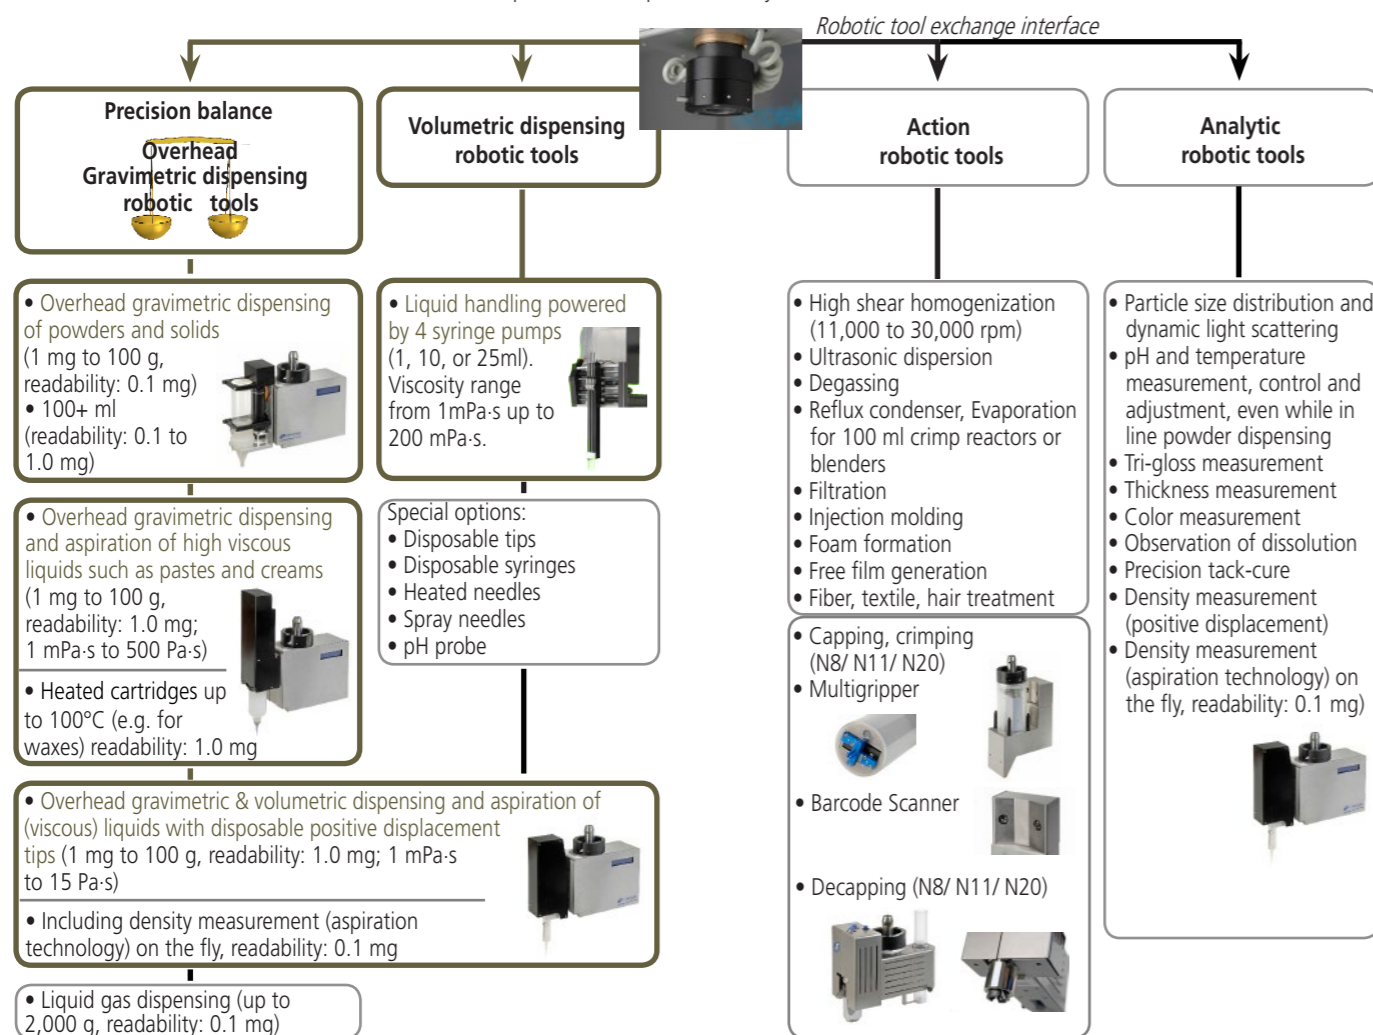 Robotic tool exchange interface
Precision balance
Overhead
Gravimetric dispensing
robotic tools
Volumetric dispensing
robotic tools
Action
robotic tools
Analytic
robotic tools
• Overhead gravimetric dispensing
of powders and solids
(1 mg to 100 g,
readability: 0.1 mg)
• 100+ ml
(readability: 0.1 to
1.0 mg)
• Overhead gravimetric dispensing
and aspiration of high viscous
liquids such as pastes and creams
(1 mg to 100 g,
readability: 1.0 mg;
1 mPa·s to 500 Pa·s)
• Heated cartridges up
to 100°C (e.g. for
waxes) readability: 1.0 mg
• Liquid handling powered
by 4 syringe pumps
(1, 10, or 25ml).
Viscosity range
from 1mPa·s up to
200 mPa·s.
Special options:
• Disposable tips
• Disposable syringes
• Heated needles
• Spray needles
• pH probe
• Overhead gravimetric & volumetric dispensing and aspiration of
(viscous) liquids with disposable positive displacement
tips (1 mg to 100 g, readability: 1.0 mg; 1 mPa·s
to 15 Pa·s)
• Including density measurement (aspiration
technology) on the fly, readability: 0.1 mg
• Liquid gas dispensing (up to
2,000 g, readability: 0.1 mg)
• High shear homogenization
(11,000 to 30,000 rpm)
• Ultrasonic dispersion
• Degassing
• Reflux condenser, Evaporation
for 100 ml crimp reactors or
blenders
• Filtration
• Injection molding
• Foam formation
• Free film generation
• Fiber, textile, hair treatment
• Capping, crimping
(N8/ N11/ N20)
• Multigripper
• Barcode Scanner
• Decapping (N8/ N11/ N20)
• Particle size distribution and
dynamic light scattering
• pH and temperature
measurement, control and
adjustment, even while in
line powder dispensing
• Tri-gloss measurement
• Thickness measurement
• Color measurement
• Observation of dissolution
• Precision tack-cure
• Density measurement
(positive displacement)
• Density measurement
(aspiration technology) on
the fly, readability: 0.1 mg)